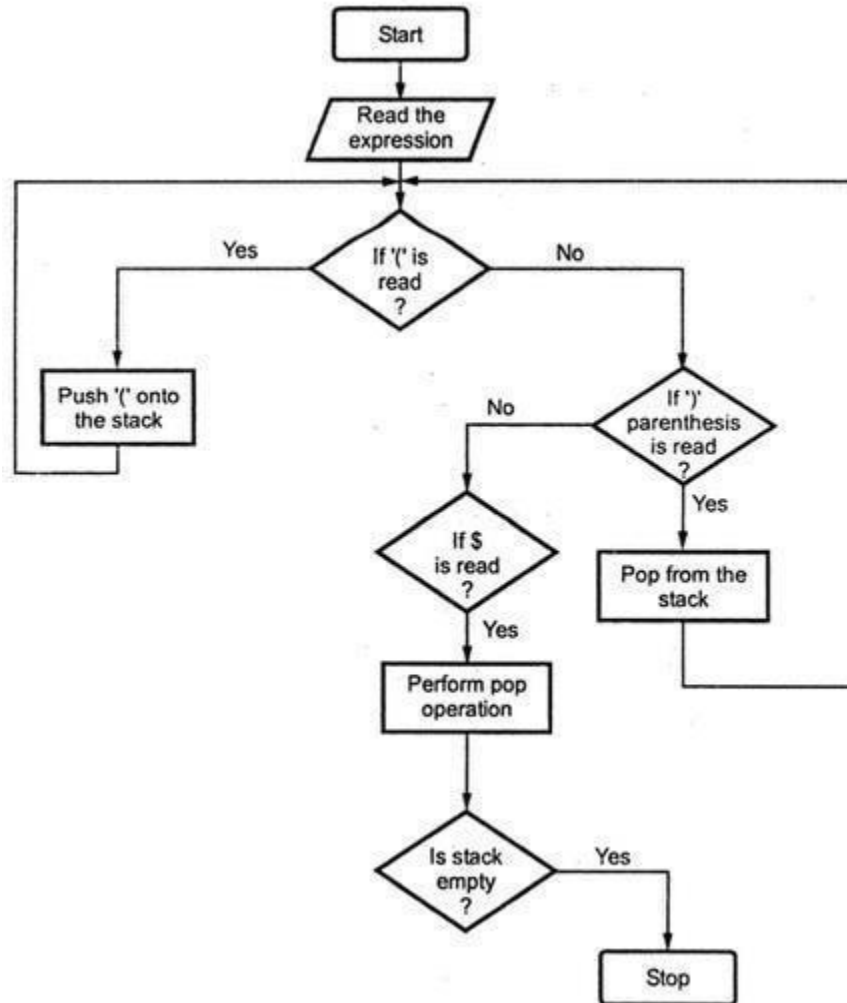 Start
Read the
expression
Yes
If '(' is
read
?
No
Push '(' onto
the stack
No
If ')'
parenthesis
is read
?
Yes
If $
is read
?
Pop from the
stack
Yes
Perform pop
operation
Is stack
empty
?
Yes
Stop